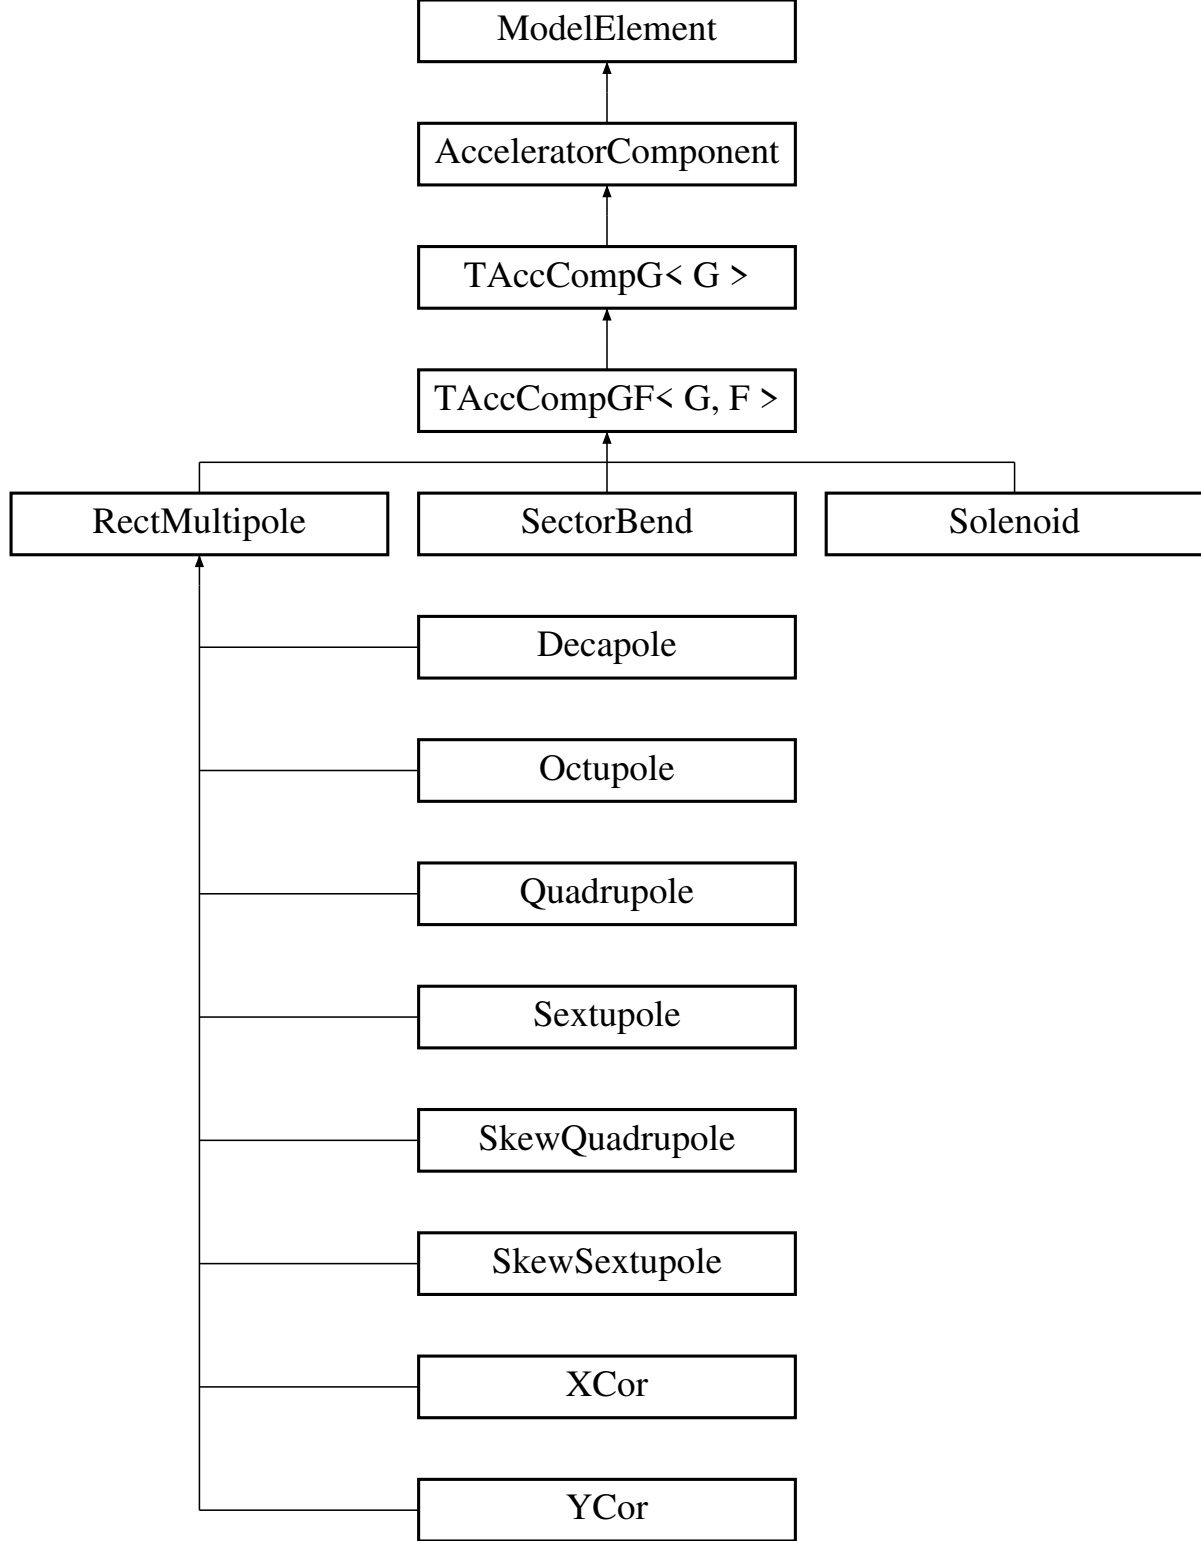 ModelElement
AcceleratorComponent
TAccCompG< G >
TAccCompGF< G, F >
RectMultipole
SectorBend
Solenoid
Decapole
Octupole
Quadrupole
Sextupole
SkewQuadrupole
SkewSextupole
XCor
YCor